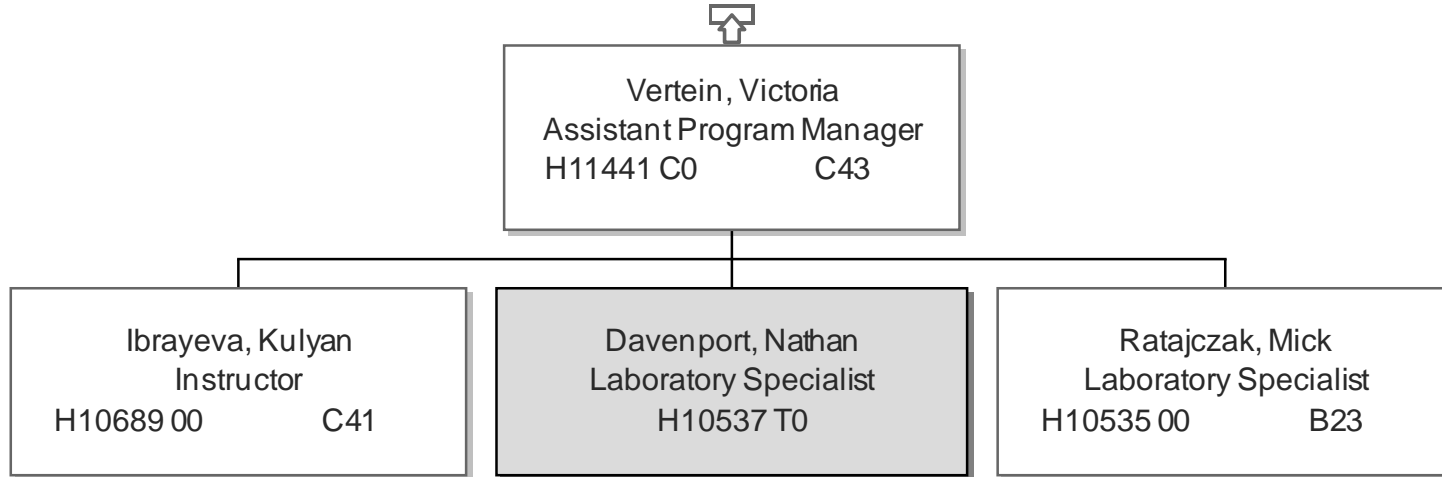 Vertein, Victoria
Assistant Program Manager
H11441 C0 C43
Ibrayeva, Kulyan
Instructor
H10689 00 C41
Davenport, Nathan
Laboratory Specialist
H10537 T0
Ratajczak, Mick
Laboratory Specialist
H10535 00 B23